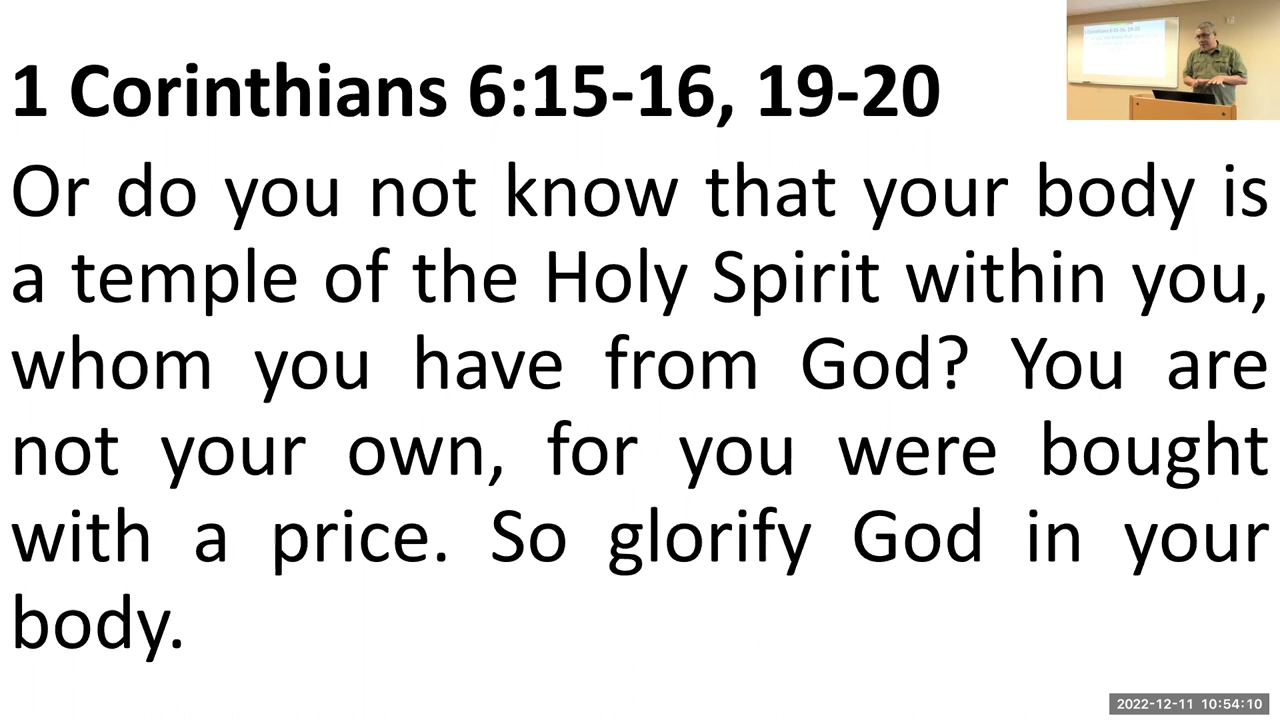 1 Corinthians 6:15-16, 19-20
Or do you not know that your body is
a temple of the Holy Spirit within you,
whom you have from God? You are
not your own, for you were bought
with a price. So glorify God in your
body.
2022-12-11 10:54:10